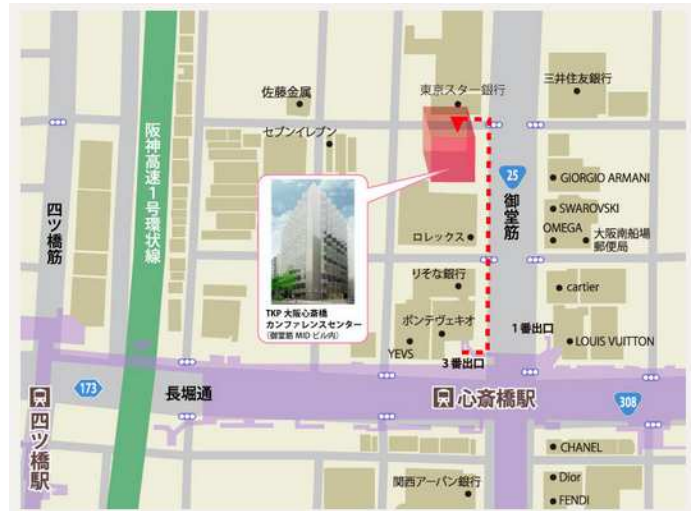 三井住友銀行
東京スター銀行
佐藤金属
セブンイレブン
阪神高速1号環状線
25
御堂筋
GIORGIO ARMANI
四ツ橋筋
SWAROVSKI
OMEGA
大阪南船場
郵便局
ロレックス
りそな銀行
cartier
TKP 大阪心斎橋
カンファレンスセンター
(御堂筋 MID ビル内)
ポンテヴェキオ
1番出口
YEVS
3番出口
LOUIS VUITTON
173
長堀通
心斎橋駅
308
四ツ橋駅
CHANEL
関西アーバン銀行
Dior
FENDI